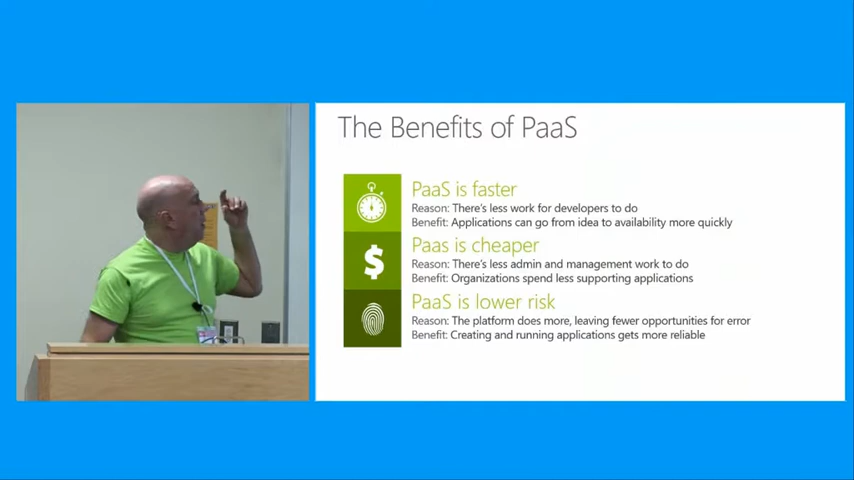 The Benefits of PaaS
PaaS is faster
Reason: There's less work for developers to do
Benefit: Applications can go from idea to availability more quickly
Paas is cheaper
Reason: There's less admin and management work to do
Benefit: Organizations spend less supporting applications
PaaS is lower risk
Reason: The platform does more, leaving fewer opportunities for error
Benefit: Creating and running applications gets more reliable